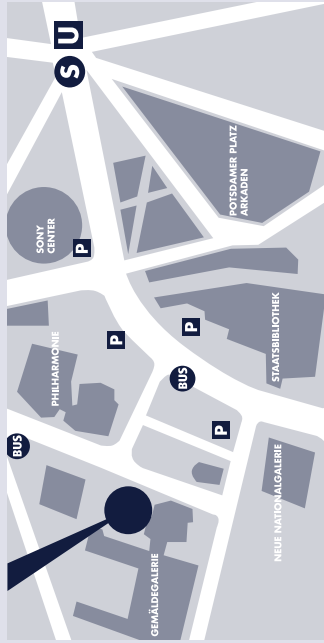 U
S
POTSDAMER PLATZ
ARKADEN
SONY
CENTER
P
P
P
PHILHARMONIE
STAATSBIBLIOTHEK
BUS
P
BUS
NEUE NATIONALGALERIE
GEMÄLDEGALERIE